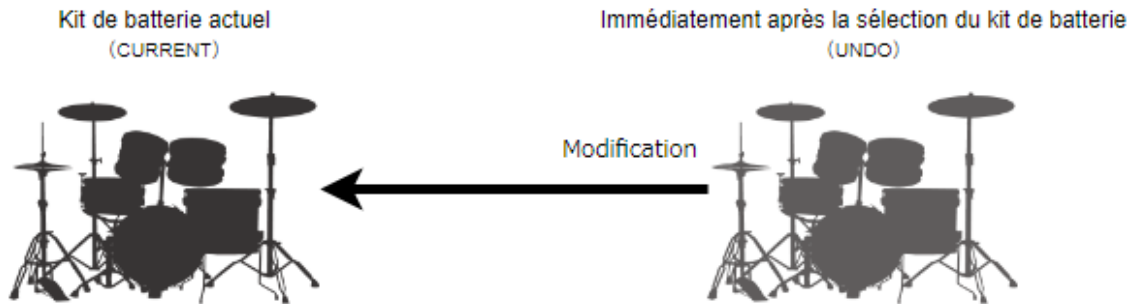 Kit de batterie actuel
(CURRENT)
Immédiatement après la sélection du kit de batterie
(UNDO)
Modification